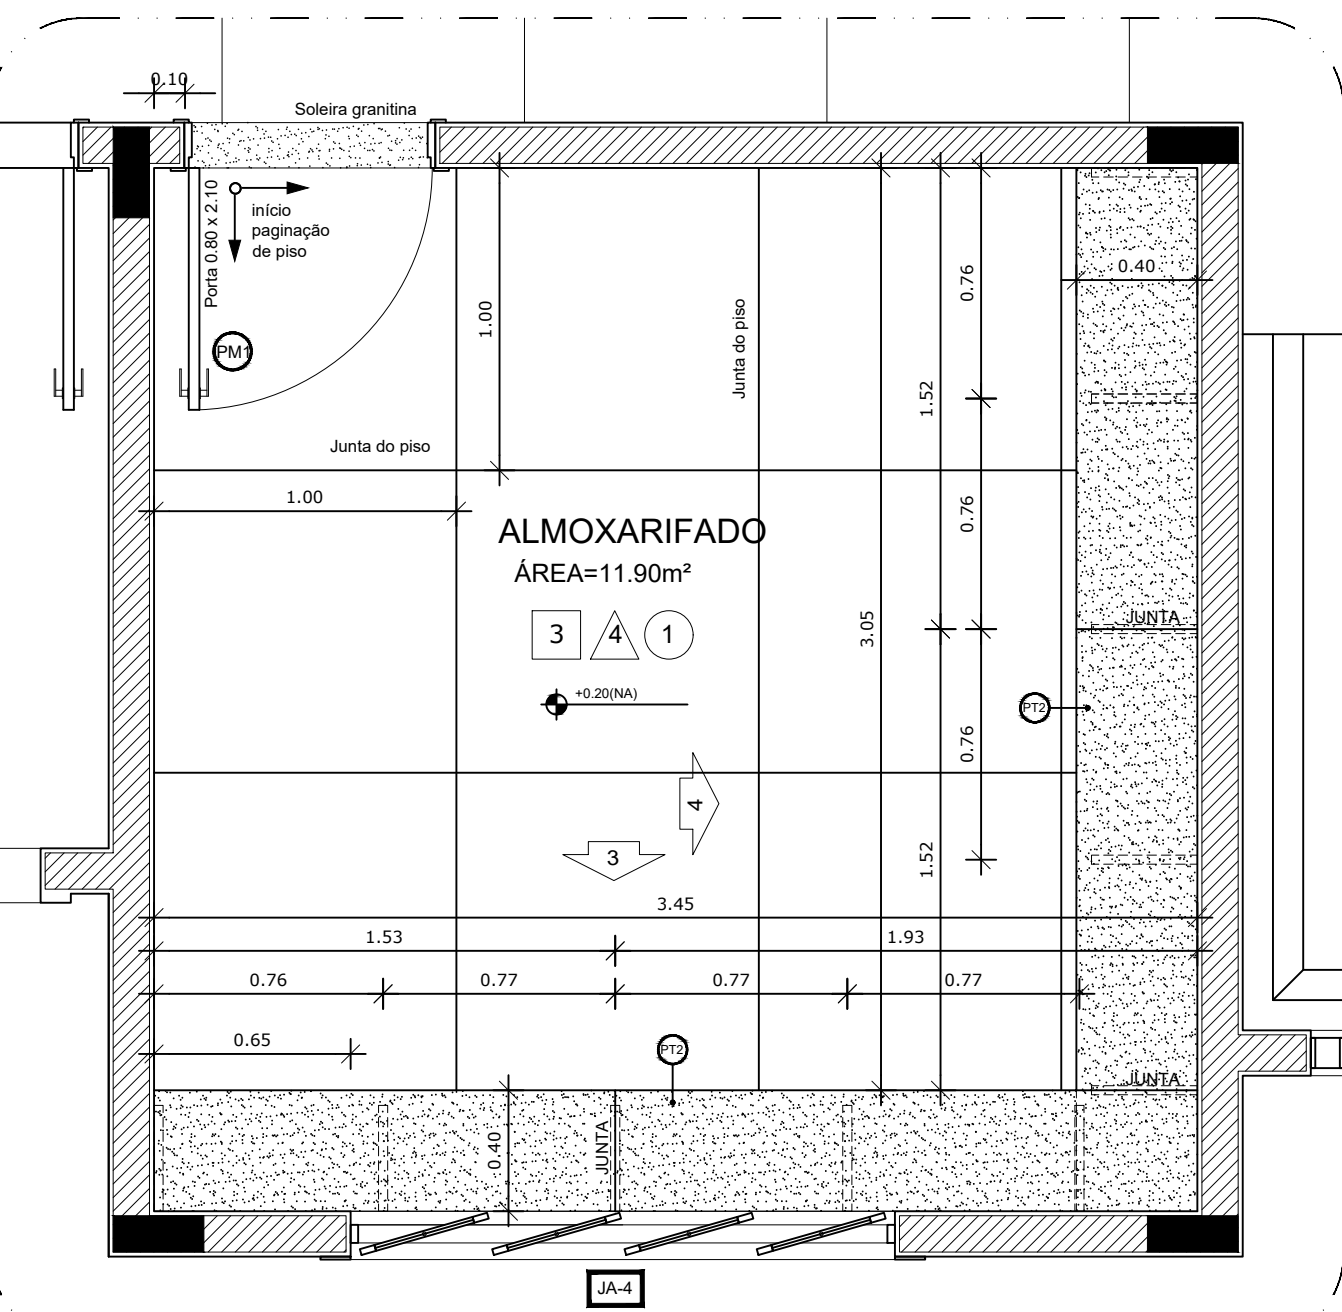 0.10
Soleira granitina
Porta 0.80 x 2.10
início
paginação
de piso
PM1
1.00
Junta do piso
0.76
0.40
1.52
Junta do piso
1.00
0.76
ALMOXARIFADO
ÁREA=11.90m²
3 4 1
3.05
JUNTA
+0.20(NA)
PT2
0.76
4
3
1.52
3.45
1.53
1.93
0.76
0.77
0.77
0.77
0.65
PT2
JUNTA
0.40
JUNTA
JA-4